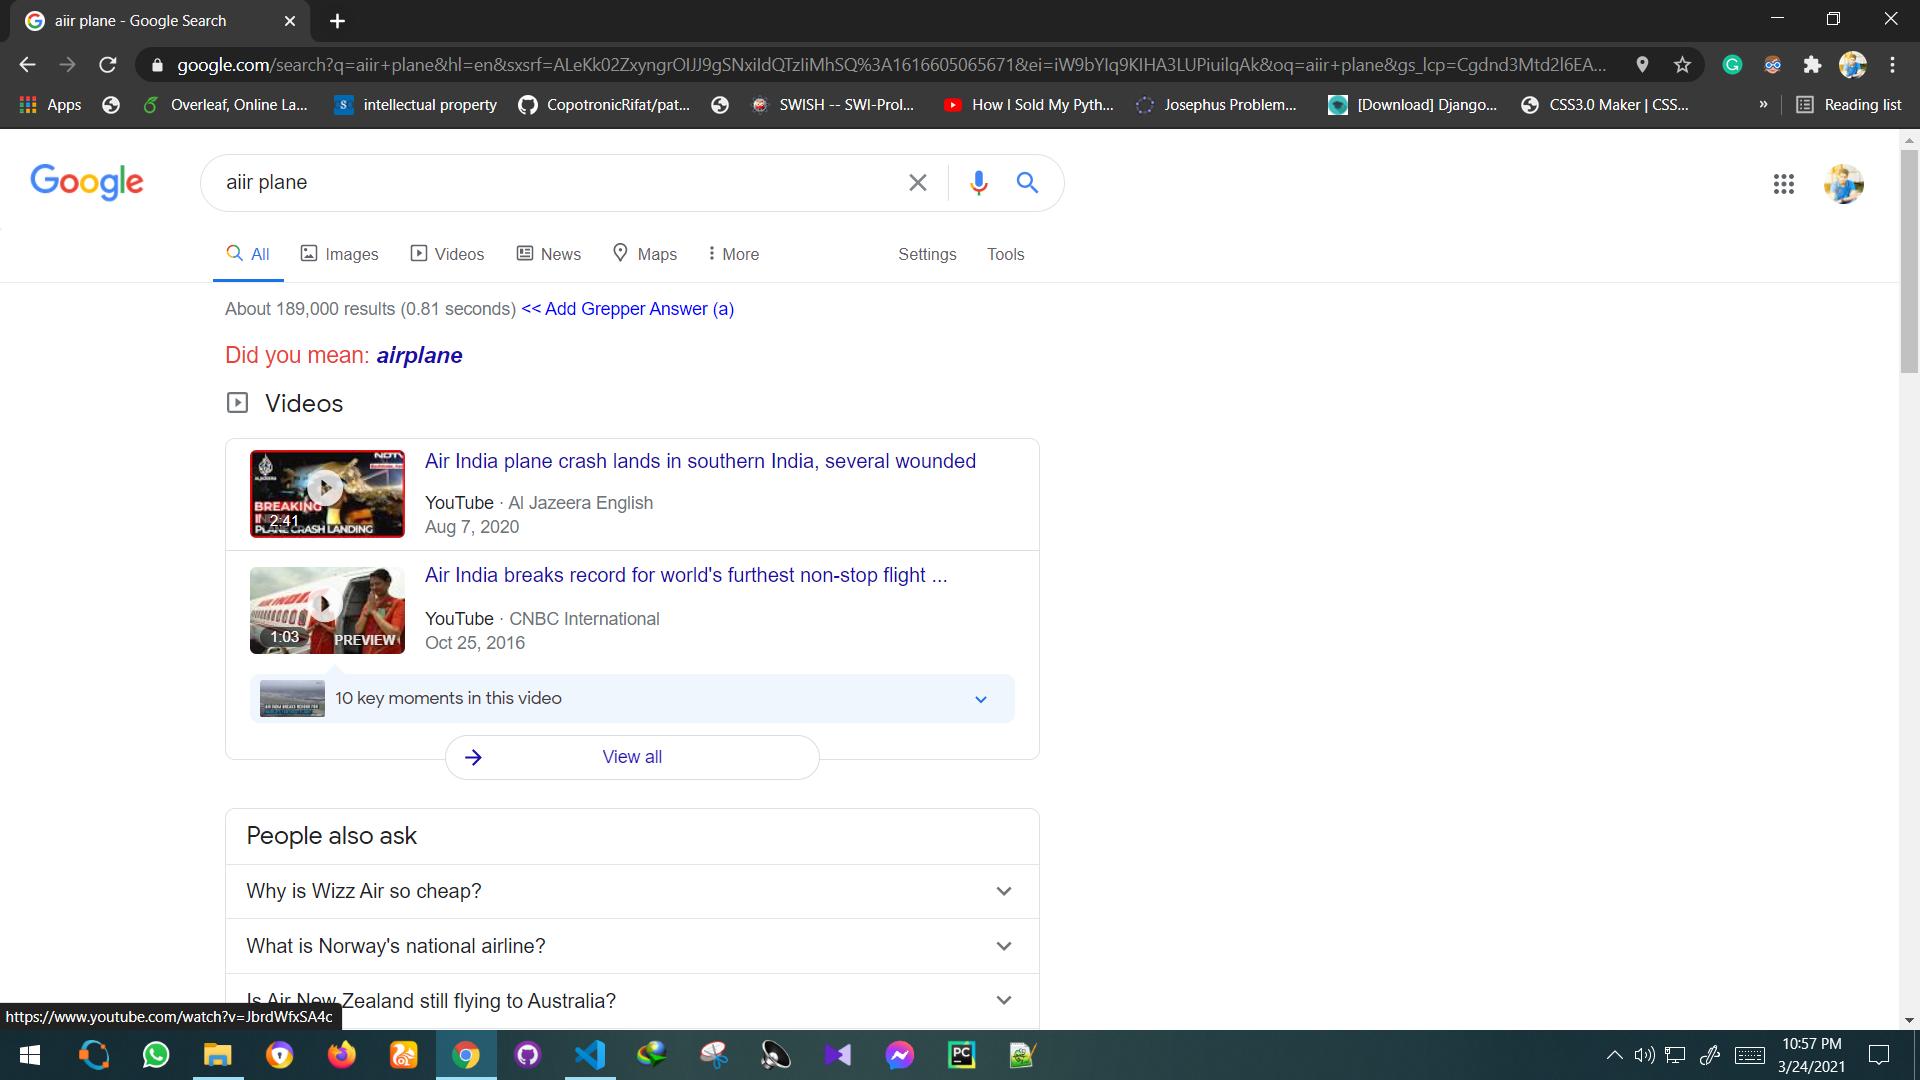 aiir plane - Google Search
google.com/search?q=aiir+plane&hl=en&sxsrf=ALeKk02ZxyngrOIJJ9gSNxiIdQTzIiMhSQ%3A1616605065671&ei=iW9bYIq9KIHA3LUPiuilqAk&oq=aiir+plane&gs_lcp=Cgdnd3Mtd2l6EA...
Apps Overleaf, Online La... intellectual property CopotronicRifat/pat... SWISH -- SWI-Prol... How I Sold My Pyth... Josephus Problem... [Download] Django... CSS3.0 Maker | CSS... » Reading list
Google aiir plane
All Images Videos News Maps More Settings Tools
About 189,000 results (0.81 seconds) << Add Grepper Answer (a)
Did you mean: airplane
Videos
Air India plane crash lands in southern India, several wounded
NDTV
ALJAZEERA
BREAKING
2:41
PLANE CRASH LANDING
YouTube · Al Jazeera English
Aug 7, 2020
Air India breaks record for world's furthest non-stop flight ...
1:03 PREVIEW
YouTube · CNBC International
Oct 25, 2016
10 key moments in this video
View all
People also ask
Why is Wizz Air so cheap?
What is Norway's national airline?
Is Air New Zealand still flying to Australia?
https://www.youtube.com/watch?v=JbrdWfxSA4c
PC
10:57 PM
3/24/2021